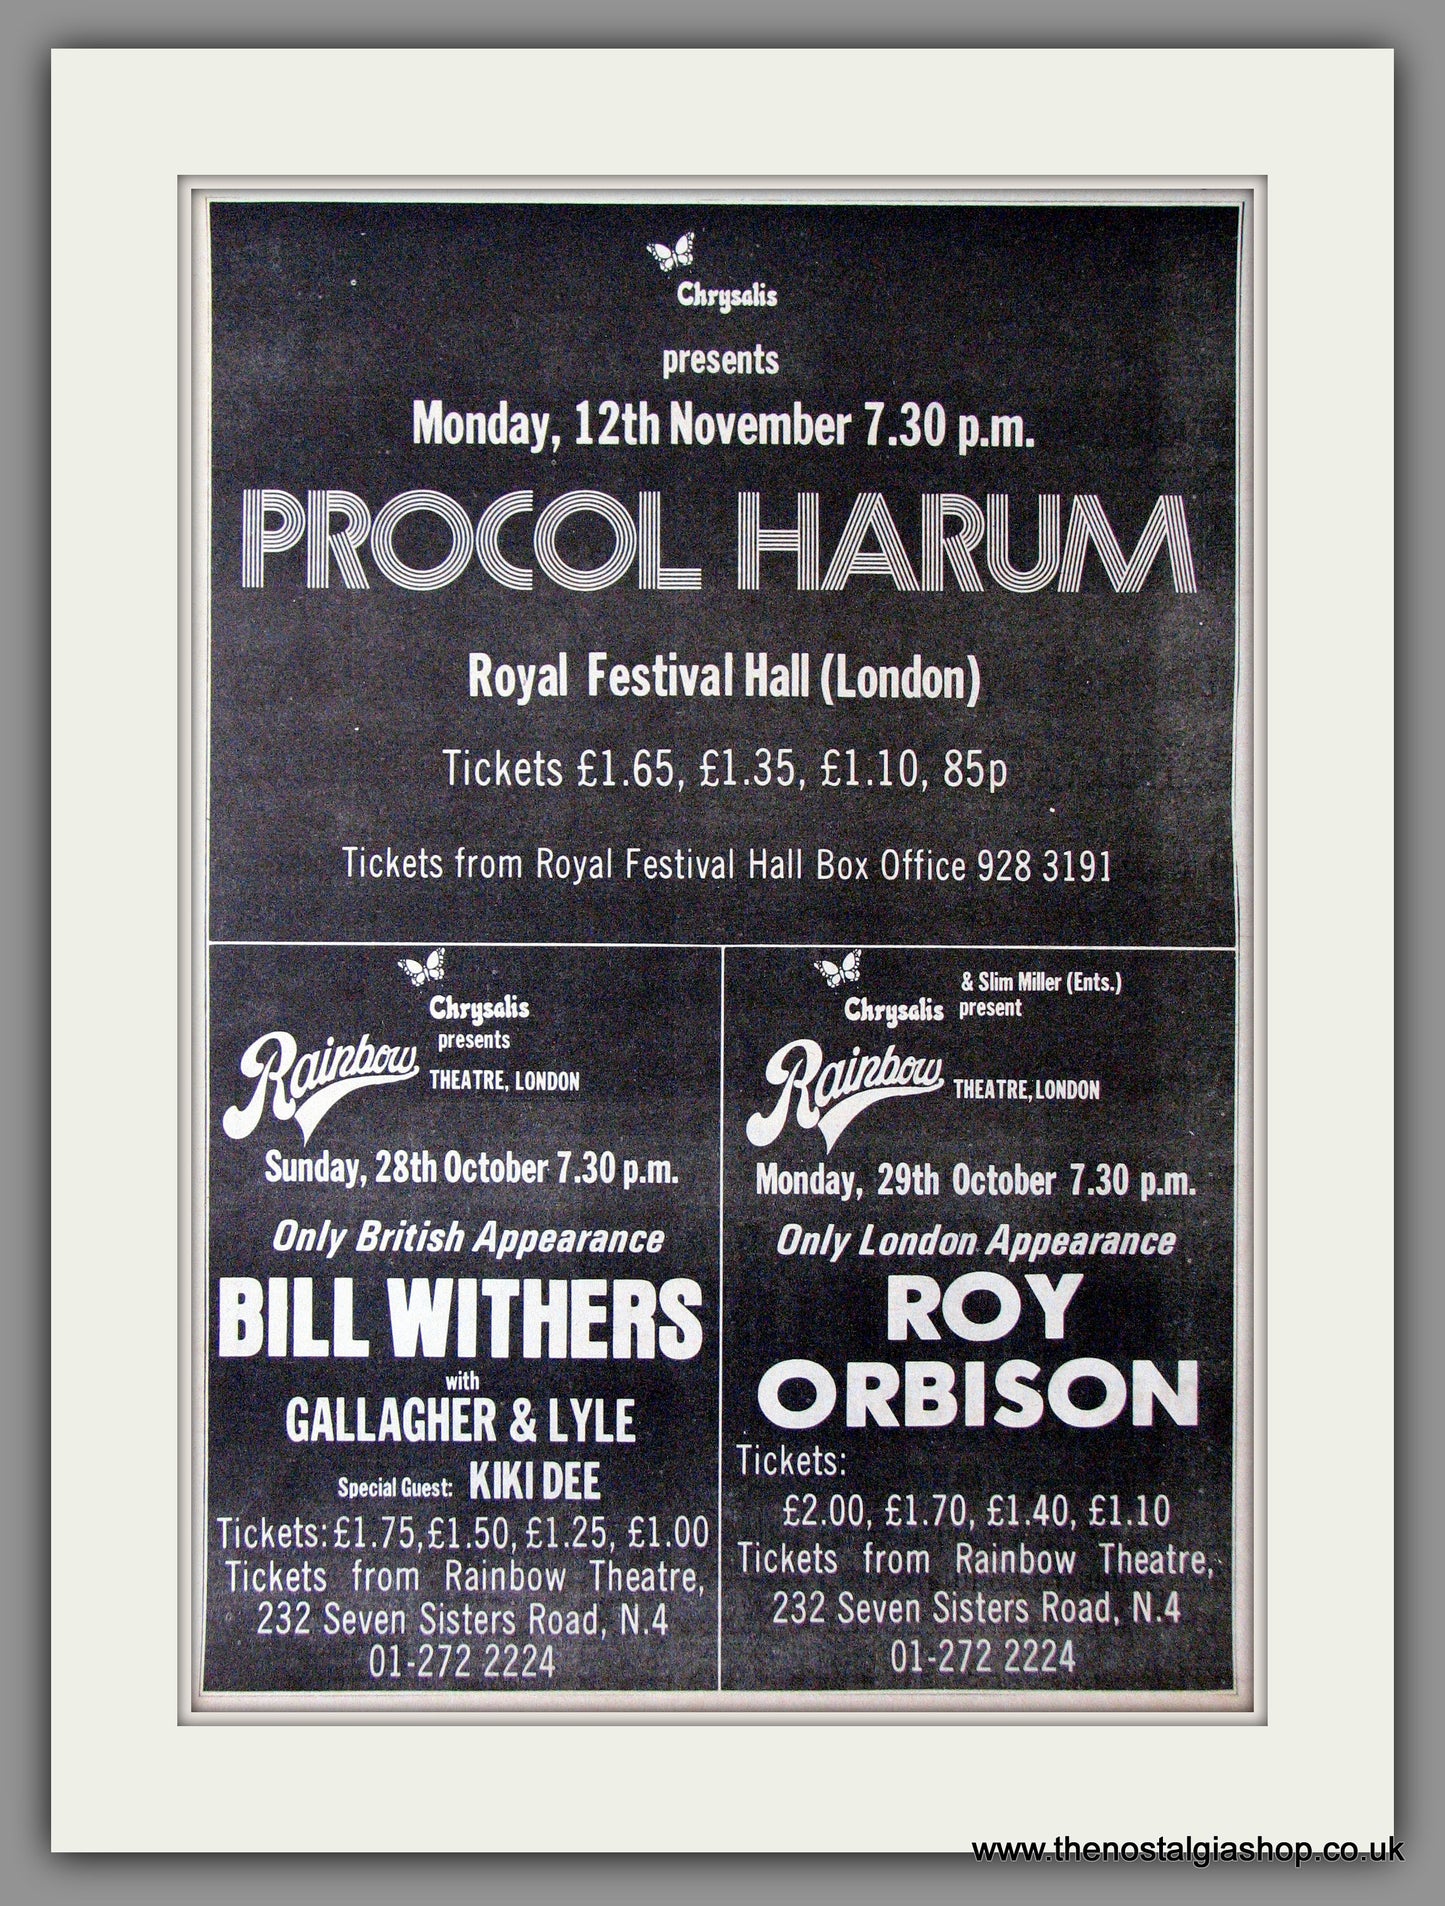 Chrysalis
presents
Monday, 12th November 7.30 p.m.
PROCOL HARUM
Royal Festival Hall (London)
Tickets £1.65, £1.35, £1.10, 85p
Tickets from Royal Festival Hall Box Office 928 3191
Chrysalis
presents
Rainbow
THEATRE, LONDON
Sunday, 28th October 7.30 p.m.
Only British Appearance
BILL WITHERS
with
GALLAGHER & LYLE
Special Guest: KIKI DEE
Tickets: £1.75, £1.50, £1.25, £1.00
Tickets from Rainbow Theatre,
232 Seven Sisters Road, N.4
01-272 2224
& Slim Miller (Ents.)
Chrysalis present
Rainbow
THEATRE, LONDON
Monday, 29th October 7.30 p.m.
Only London Appearance
ROY
ORBISON
Tickets:
£2.00, £1.70, £1.40, £1.10
Tickets from Rainbow Theatre,
232 Seven Sisters Road, N.4
01-272 2224
www.thenostalgiashop.co.uk